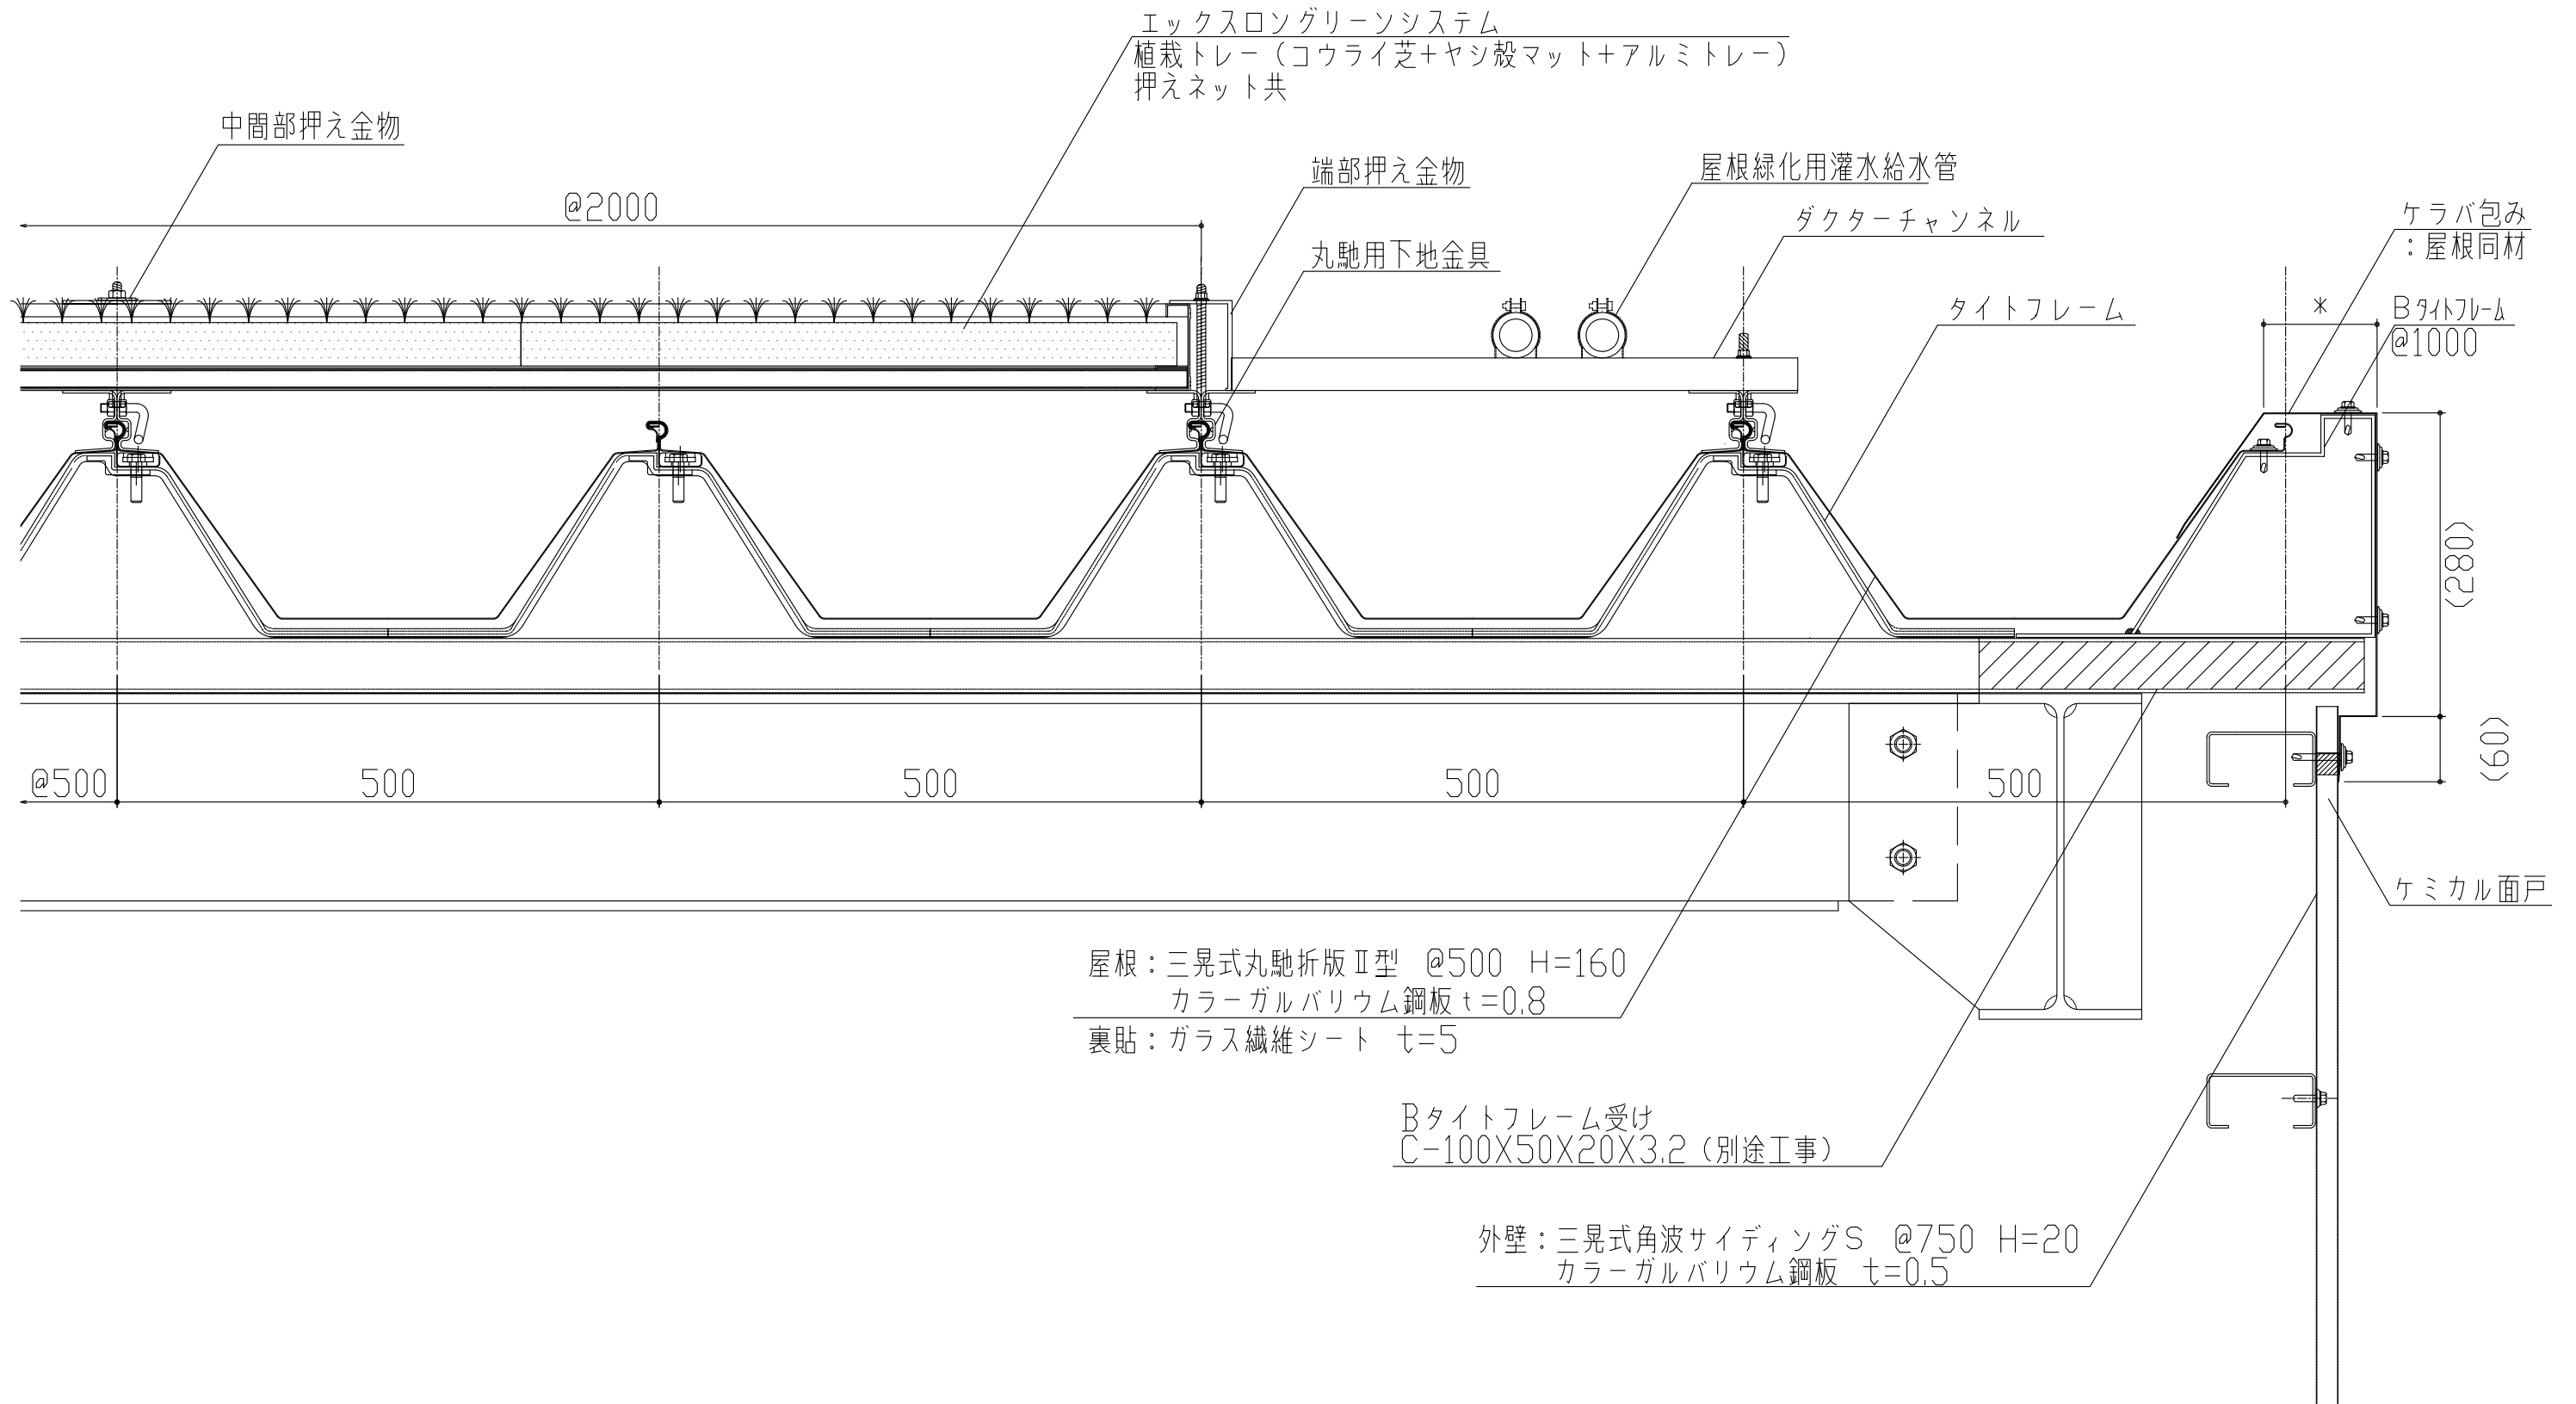 エックスロングリーンシステム
植栽トレー（コウライ芝+ヤシ殻マット+アルミトレー）
押えネット共
中間部押え金物
端部押え金物
屋根緑化用灌水給水管
@2000
ダクターチャンネル
ケラバ包み
：屋根同材
丸馳用下地金具
タイトフレーム
*
Bタイトフレーム
@1000
(280)
(60)
@500
500
500
500
500
ケミカル面戸
屋根：三晃式丸馳折版Ⅱ型 @500 H=160
カラーガルバリウム鋼板t=0.8
裏貼：ガラス繊維シート t=5
Bタイトフレーム受け
C-100X50X20X3.2（別途工事）
外壁：三晃式角波サイディングS @750 H=20
カラーガルバリウム鋼板 t=0.5